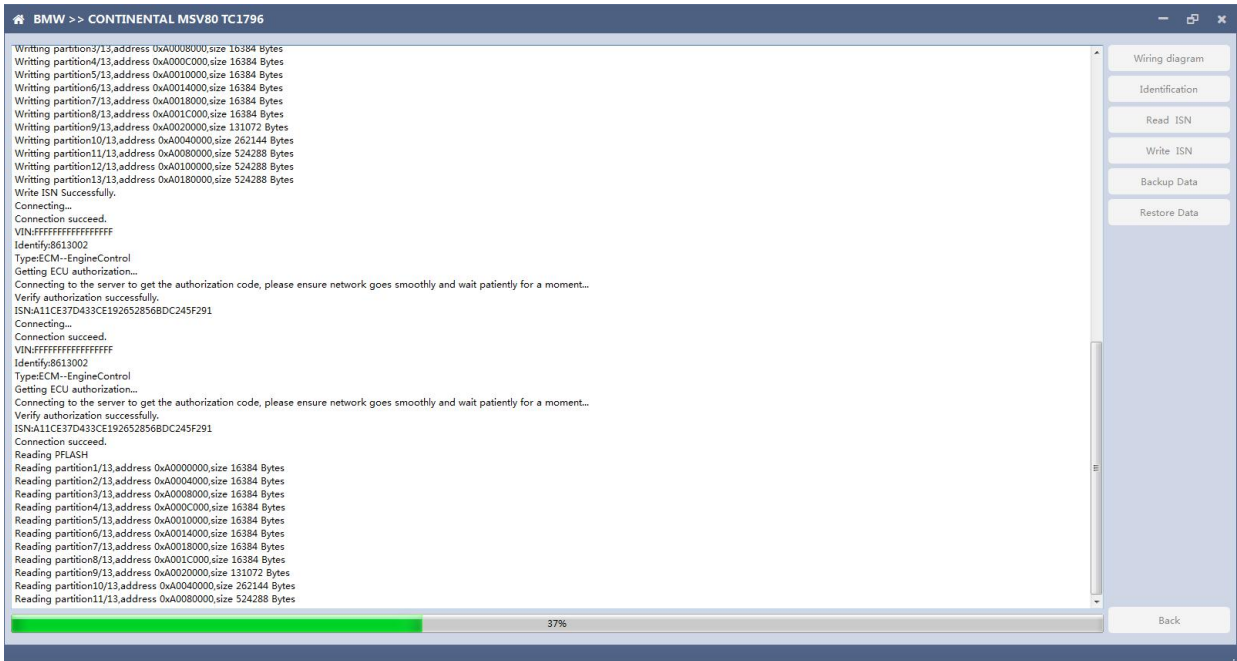 BMW >> CONTINENTAL MSV80 TC1796
Writting partition3/13,address 0xA0008000,size 16384 Bytes
Writting partition4/13,address 0xA000C000,size 16384 Bytes
Writting partition5/13,address 0xA0010000,size 16384 Bytes
Writting partition6/13,address 0xA0014000,size 16384 Bytes
Writting partition7/13,address 0xA0018000,size 16384 Bytes
Writting partition8/13,address 0xA001C000,size 16384 Bytes
Writting partition9/13,address 0xA0020000,size 131072 Bytes
Writting partition10/13,address 0xA0040000,size 262144 Bytes
Writting partition11/13,address 0xA0080000,size 524288 Bytes
Writting partition12/13,address 0xA0100000,size 524288 Bytes
Writting partition13/13,address 0xA0180000,size 524288 Bytes
Write ISN Successfully.
Connecting...
Connection succeed.
VIN:FFFFFFFFFFFFFFFFF
Identify:8613002
Type:ECM--EngineControl
Getting ECU authorization...
Connecting to the server to get the authorization code, please ensure network goes smoothly and wait patiently for a moment...
Verify authorization successfully.
ISN:A11CE37D433CE192652856BDC245F291
Connecting...
Connection succeed.
VIN:FFFFFFFFFFFFFFFFF
Identify:8613002
Type:ECM--EngineControl
Getting ECU authorization...
Connecting to the server to get the authorization code, please ensure network goes smoothly and wait patiently for a moment...
Verify authorization successfully.
ISN:A11CE37D433CE192652856BDC245F291
Connection succeed.
Reading PFLASH
Reading partition1/13,address 0xA0000000,size 16384 Bytes
Reading partition2/13,address 0xA0004000,size 16384 Bytes
Reading partition3/13,address 0xA0008000,size 16384 Bytes
Reading partition4/13,address 0xA000C000,size 16384 Bytes
Reading partition5/13,address 0xA0010000,size 16384 Bytes
Reading partition6/13,address 0xA0014000,size 16384 Bytes
Reading partition7/13,address 0xA0018000,size 16384 Bytes
Reading partition8/13,address 0xA001C000,size 16384 Bytes
Reading partition9/13,address 0xA0020000,size 131072 Bytes
Reading partition10/13,address 0xA0040000,size 262144 Bytes
Reading partition11/13,address 0xA0080000,size 524288 Bytes
37%
Wiring diagram
Identification
Read ISN
Write ISN
Backup Data
Restore Data
Back